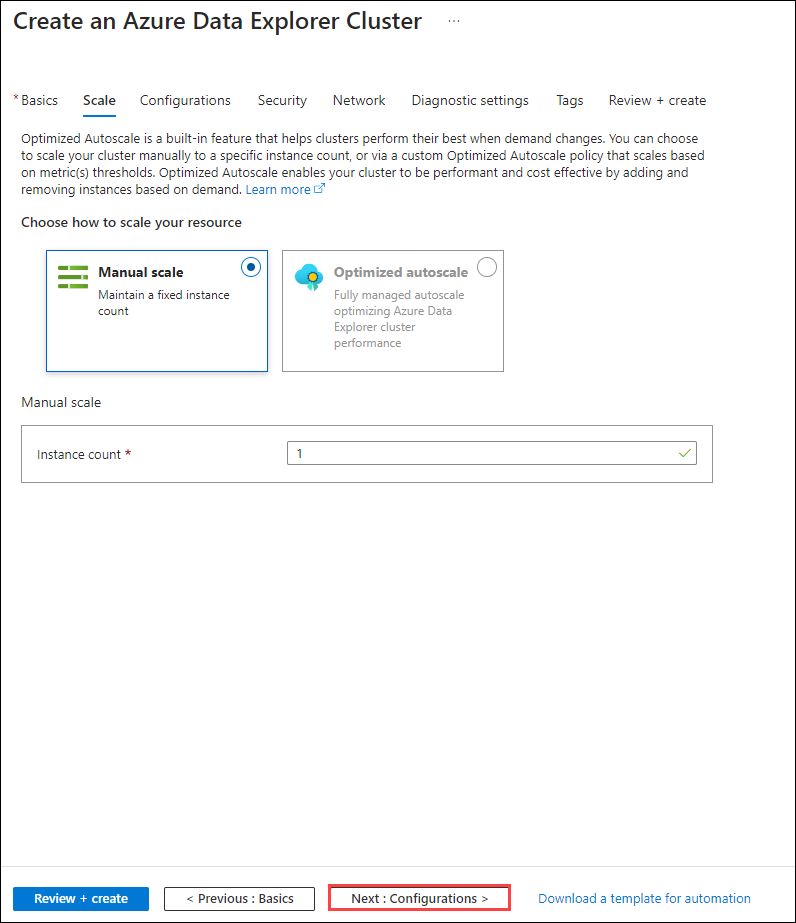 Create an Azure Data Explorer Cluster ...
* Basics Scale Configurations Security Network Diagnostic settings Tags Review + create
Optimized Autoscale is a built-in feature that helps clusters perform their best when demand changes. You can choose
to scale your cluster manually to a specific instance count, or via a custom Optimized Autoscale policy that scales based
on metric(s) thresholds. Optimized Autoscale enables your cluster to be performant and cost effective by adding and
removing instances based on demand. Learn more
Choose how to scale your resource
Manual scale
Maintain a fixed instance
count
Optimized autoscale
Fully managed autoscale
optimizing Azure Data
Explorer cluster
performance
Manual scale
Instance count * 1
Review + create < Previous : Basics Next : Configurations > Download a template for automation